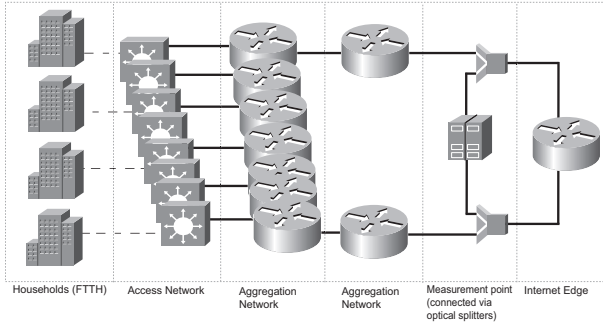 Households (FTTH)
Access Network
Aggregation
Network
Aggregation
Network
Measurement point
(connected via
optical splitters)
Internet Edge